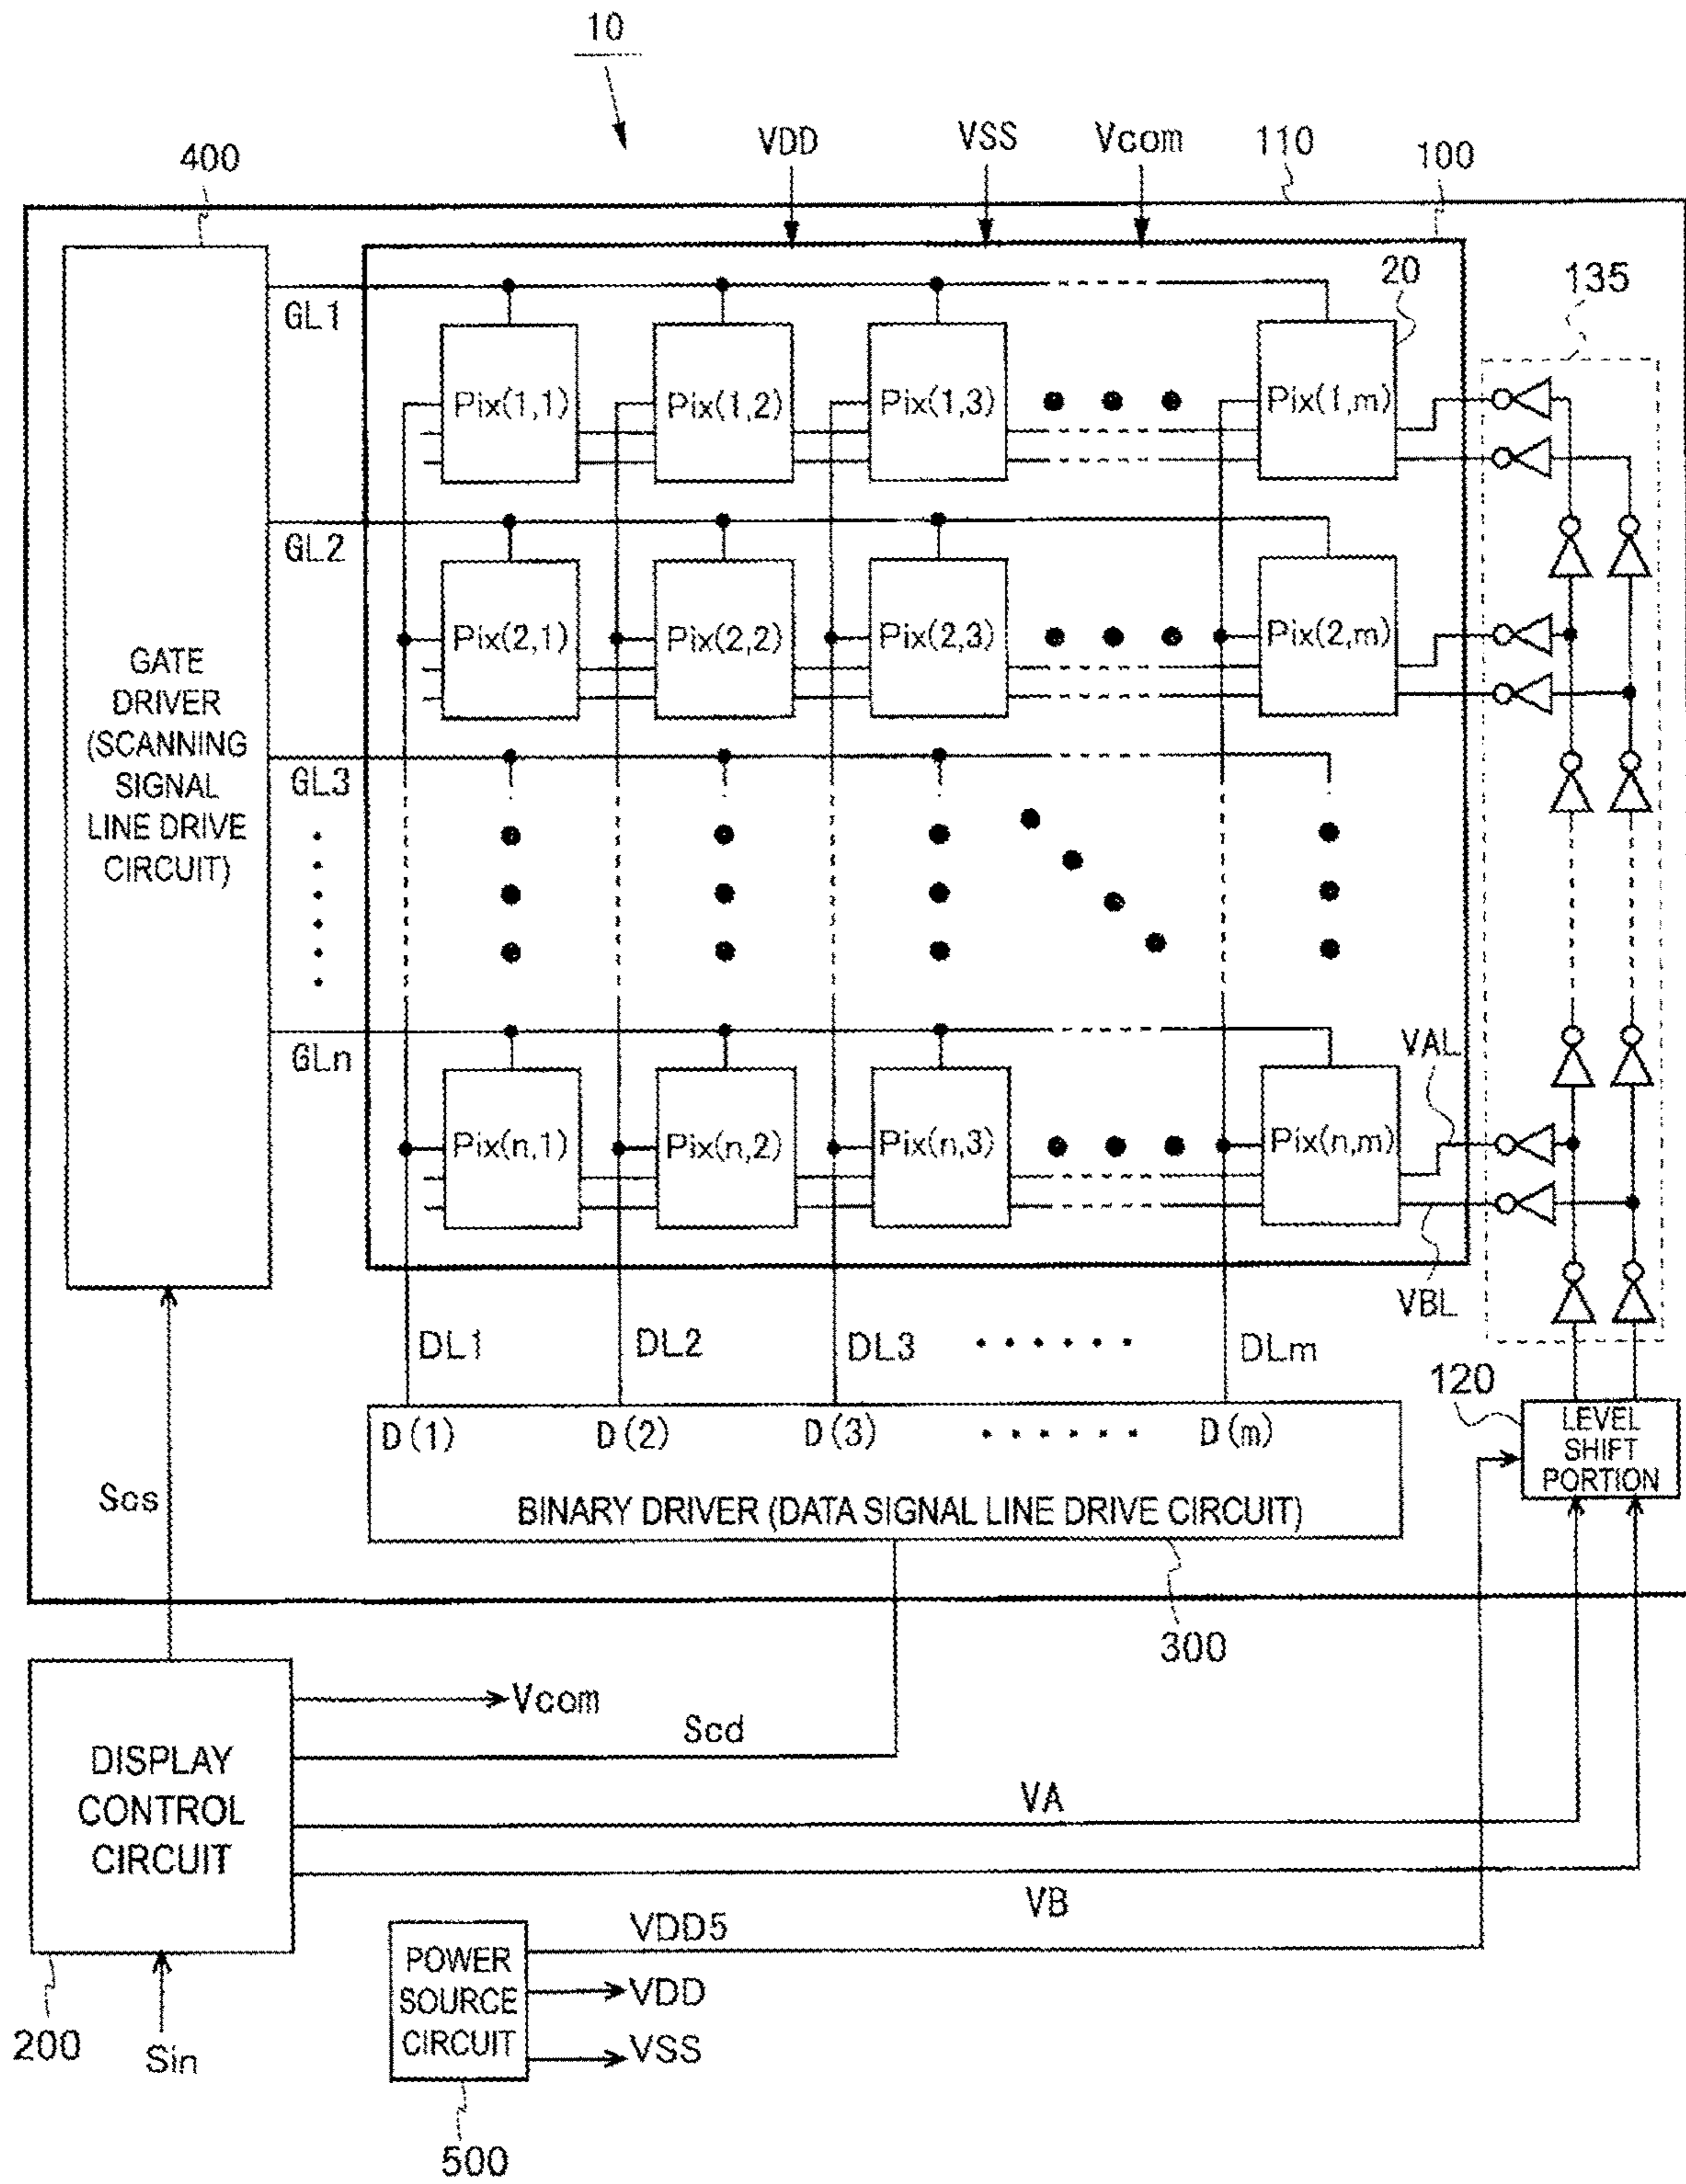 10
VDD VSS Vcom 110 100
400
20
135
GL1
Pix(1,1) Pix(1,2) Pix(1,3) Pix(1,m)
GL2
Pix(2,1) Pix(2,2) Pix(2,3) Pix(2,m)
GATE
DRIVER
(SCANNING
SIGNAL
LINE DRIVE
CIRCUIT)
GL3
GLn
VAL
Pix(n,1) Pix(n,2) Pix(n,3) Pix(n,m)
VBL
DL1 DL2 DL3 DLm
120
D(1) D(2) D(3) D(m)
LEVEL
SHIFT
PORTION
Scs
BINARY DRIVER (DATA SIGNAL LINE DRIVE CIRCUIT)
300
Vcom
Scd
DISPLAY
CONTROL
CIRCUIT
VA
VB
VDD5
POWER
SOURCE
CIRCUIT
VDD
VSS
200
Sin
500